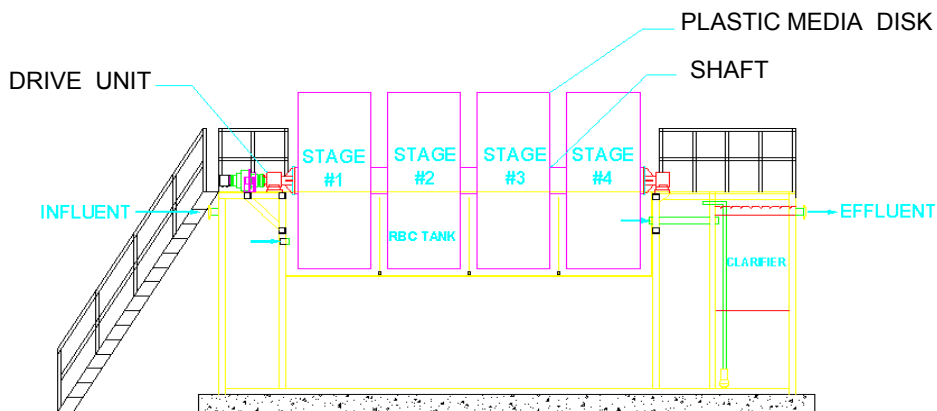 PLASTIC MEDIA DISK
SHAFT
DRIVE UNIT
STAGE
#1
STAGE
#2
STAGE
#3
STAGE
#4
INFLUENT
EFFLUENT
RBC TANK
CLARIFIER